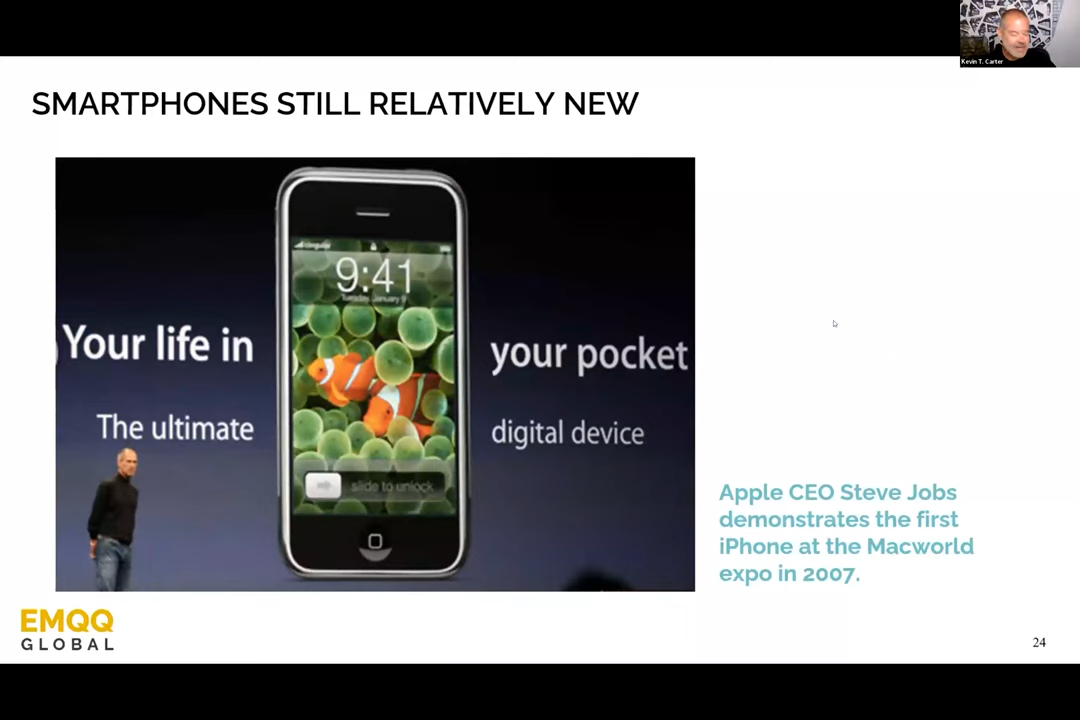 Kevin T. Carter
SMARTPHONES STILL RELATIVELY NEW
cingular
9:41
Tuesday, January 9
Your life in
your pocket
The ultimate
digital device
slide to unlock
Apple CEO Steve Jobs
demonstrates the first
iPhone at the Macworld
expo in 2007.
EMQQ
GLOBAL
24